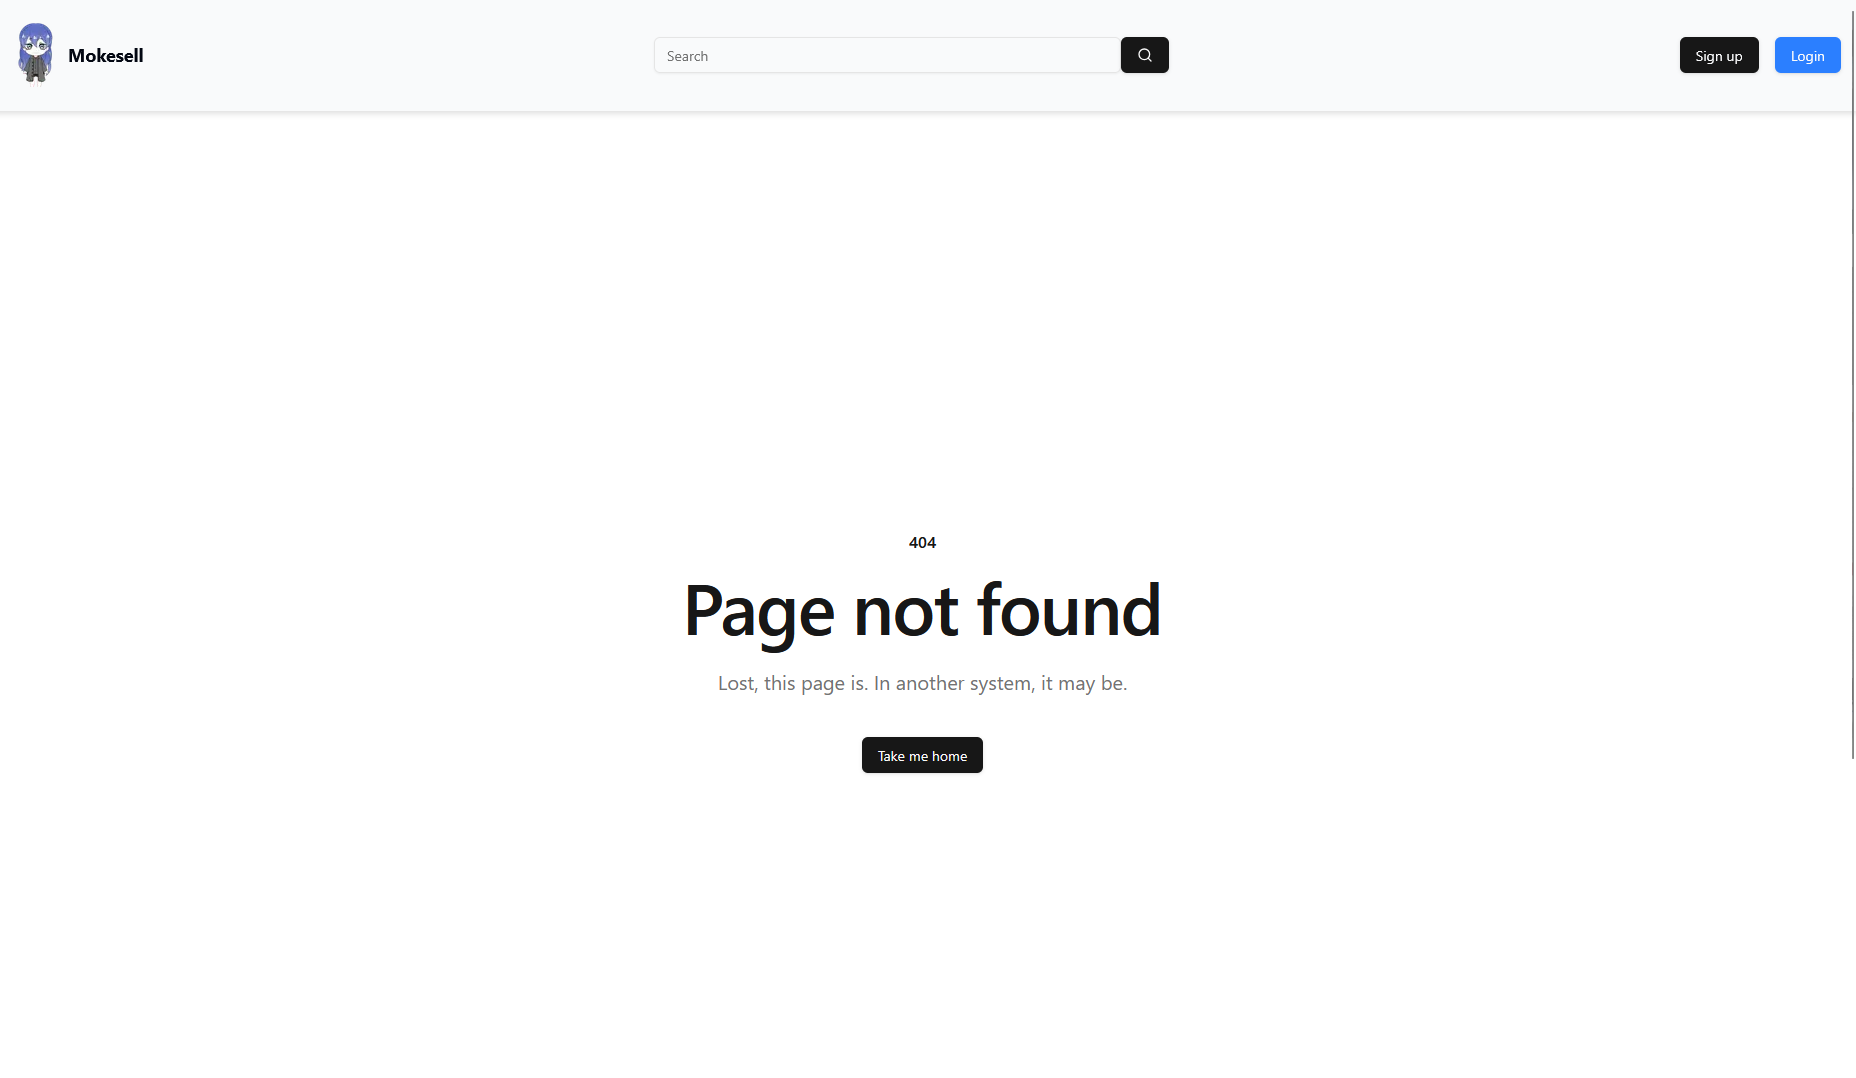 Mokesell
Search
Sign up
Login
404
Page not found
Lost, this page is. In another system, it may be.
Take me home